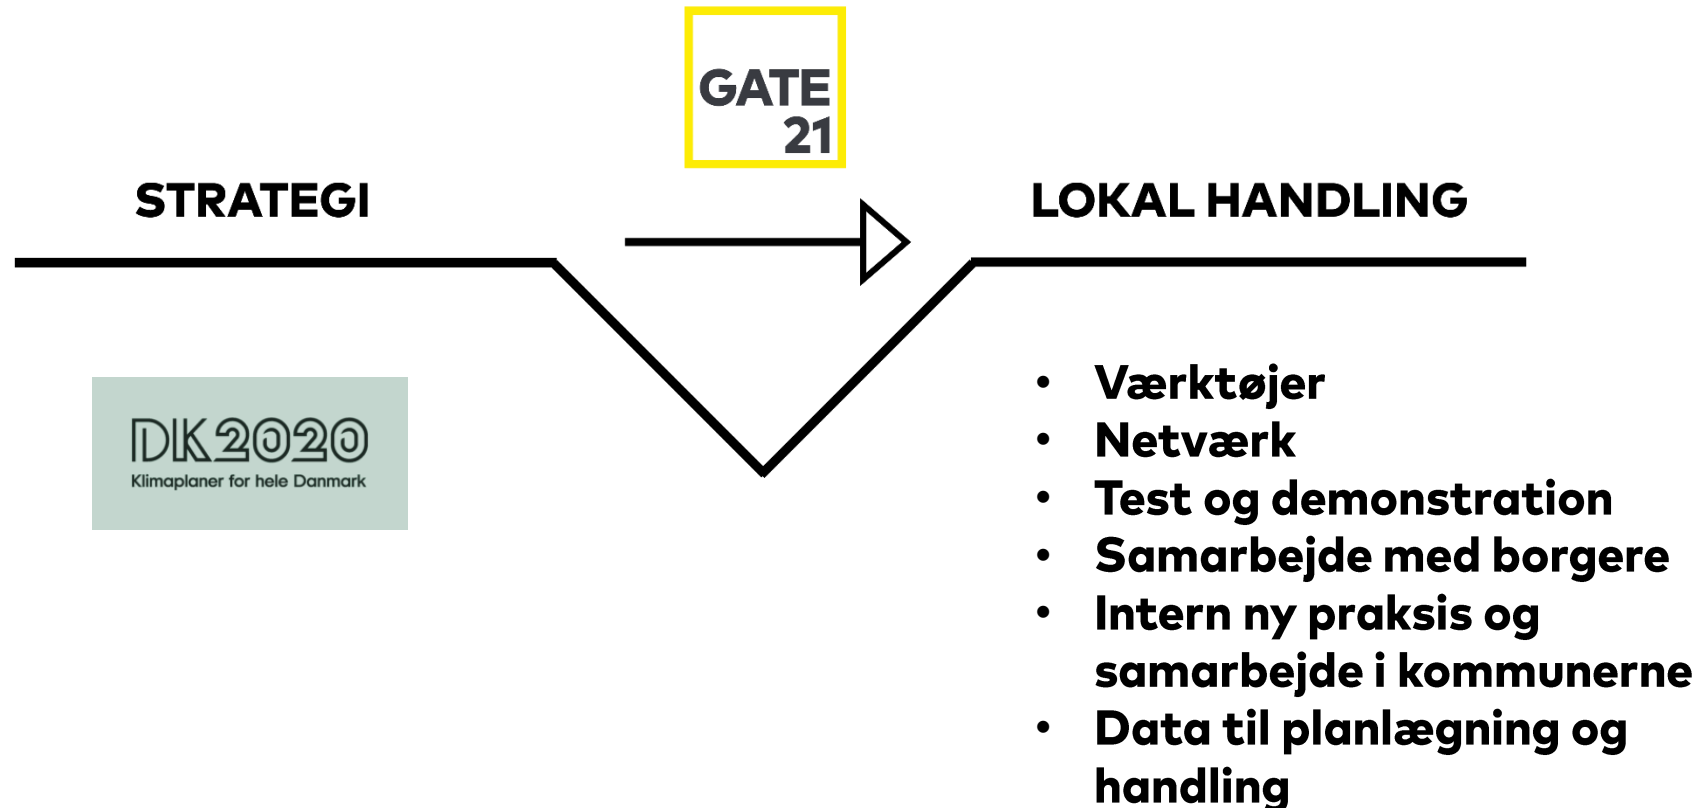 GATE
21
STRATEGI
LOKAL HANDLING
DK2020
Klimaplaner for hele Danmark
• Værktøjer
• Netværk
• Test og demonstration
• Samarbejde med borgere
• Intern ny praksis og
samarbejde i kommunerne
• Data til planlægning og
handling